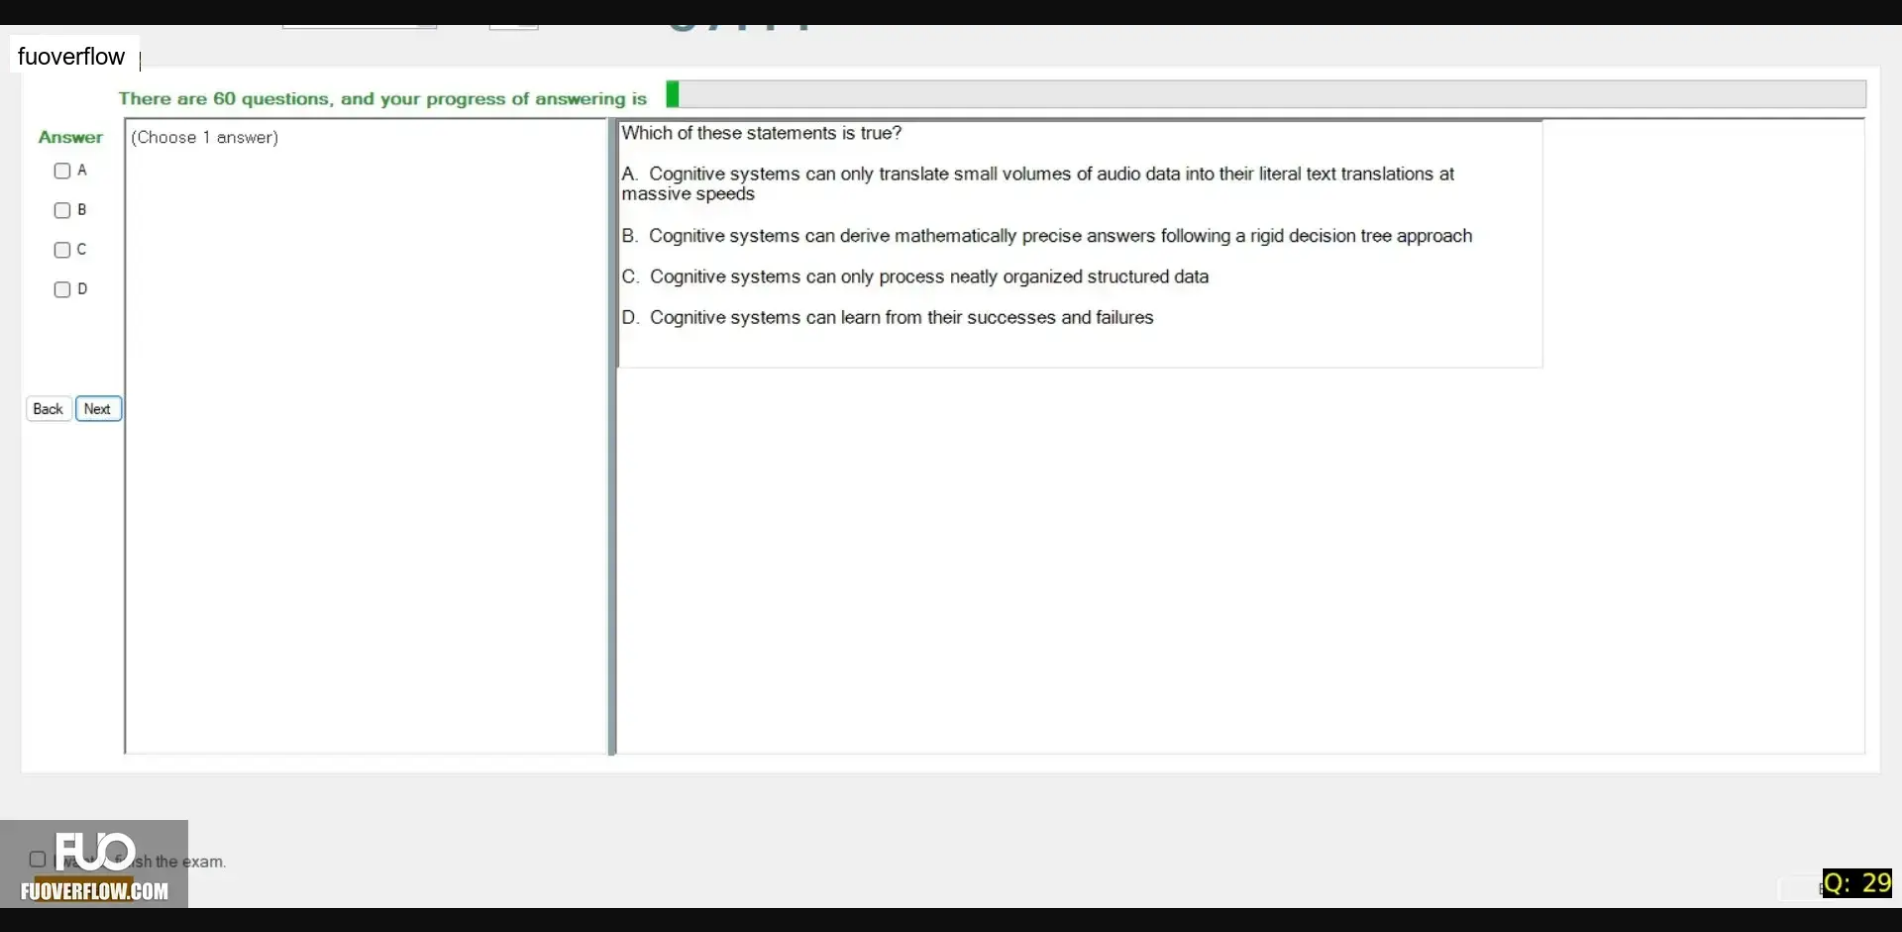 fuoverflow
There are 60 questions, and your progress of answering is
Answer
(Choose 1 answer)
A
B
C
D
Back Next
Which of these statements is true?
A. Cognitive systems can only translate small volumes of audio data into their literal text translations at
massive speeds
B. Cognitive systems can derive mathematically precise answers following a rigid decision tree approach
C. Cognitive systems can only process neatly organized structured data
D. Cognitive systems can learn from their successes and failures
the exam.
FUO
FUOVERFLOW.COM
Q: 29